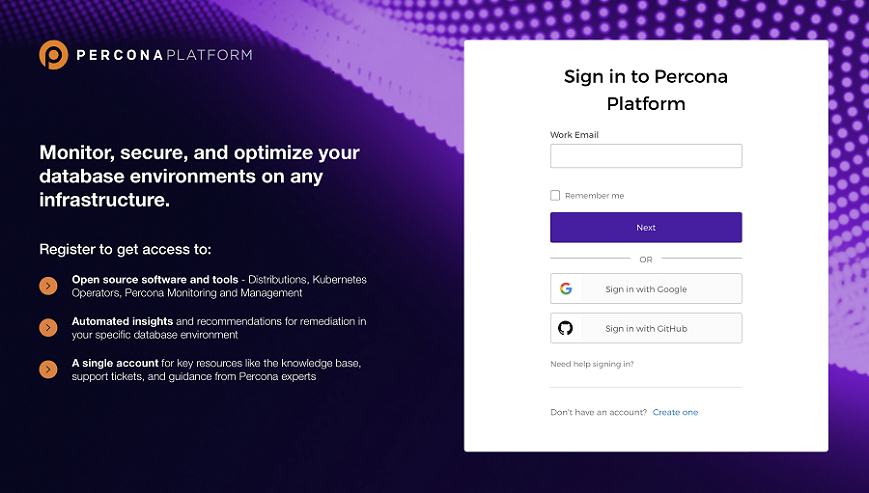 PERCONAPLATFORM
Monitor, secure, and optimize your
database environments on any
infrastructure.
Register to get access to:
Open source software and tools - Distributions, Kubernetes
Operators, Percona Monitoring and Management
Automated insights and recommendations for remediation in
your specific database environment
A single account for key resources like the knowledge base,
support tickets, and guidance from Percona experts
Sign in to Percona
Platform
Work Email
Remember me
Next
OR
Sign in with Google
Sign in with GitHub
Need help signing in?
Don't have an account? Create one